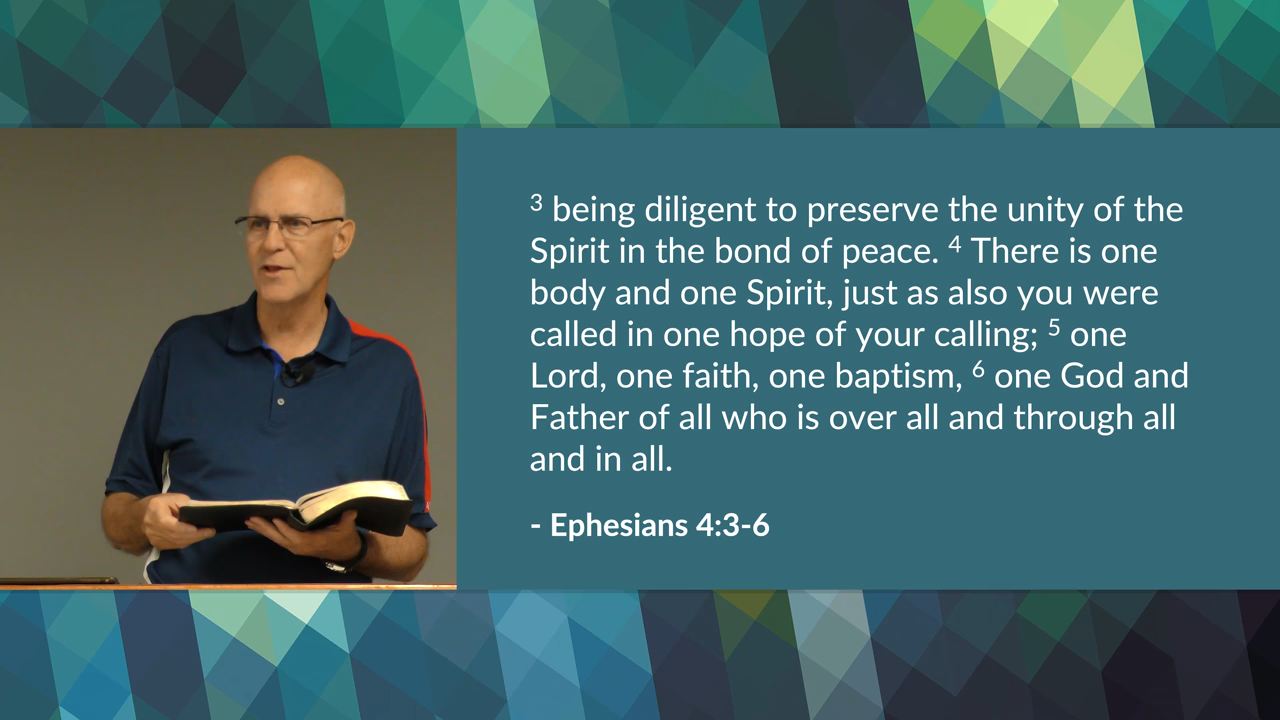 ³ being diligent to preserve the unity of the
Spirit in the bond of peace. ⁴ There is one
body and one Spirit, just as also you were
called in one hope of your calling; ⁵ one
Lord, one faith, one baptism, ⁶ one God and
Father of all who is over all and through all
and in all.
- Ephesians 4:3-6